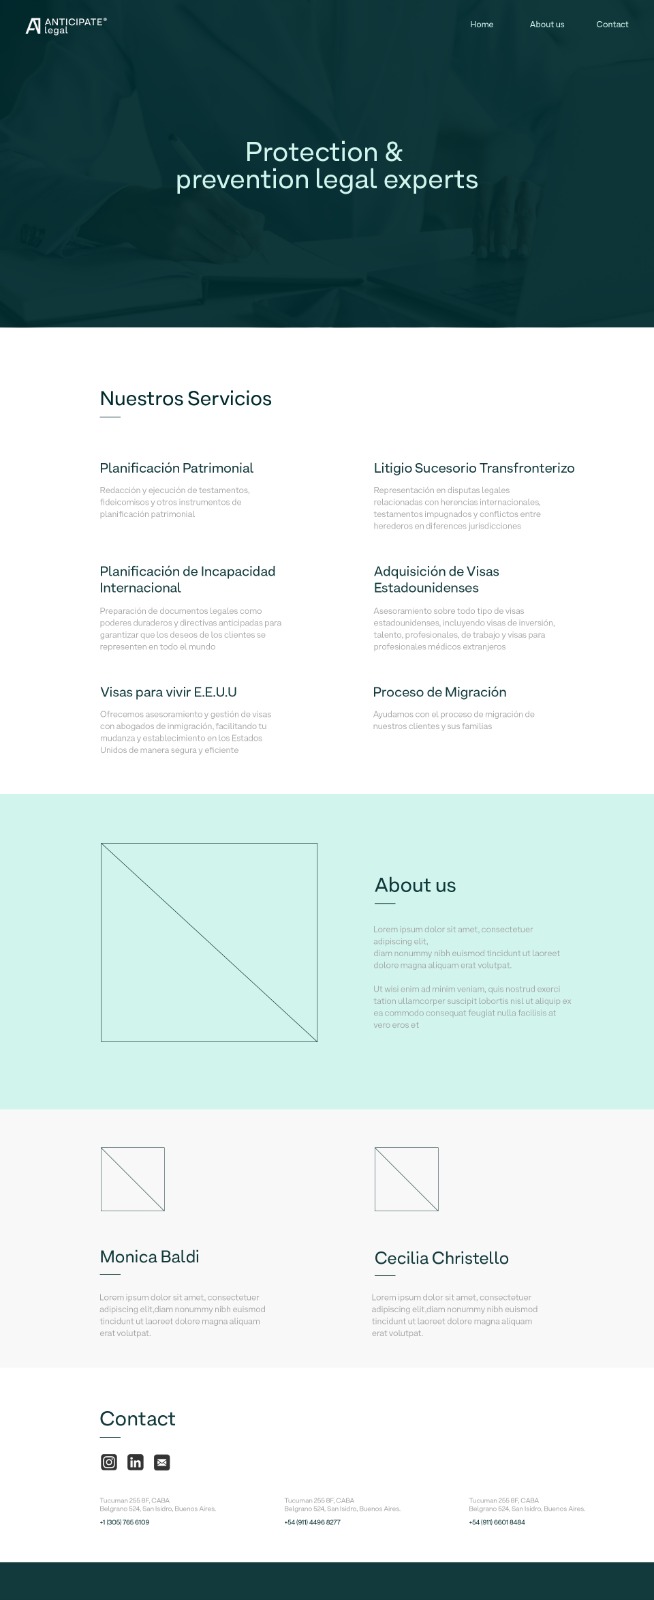 ANTICIPATE®
legal
Home About us Contact
Protection &
prevention legal experts
Nuestros Servicios
Planificación Patrimonial
Redacción y ejecución de testamentos,
fideicomisos y otros instrumentos de
planificación patrimonial
Litigio Sucesorio Transfronterizo
Representación en disputas legales
relacionadas con herencias internacionales,
testamentos impugnados y conflictos entre
herederos en diferences jurisdicciones
Planificación de Incapacidad
Internacional
Preparación de documentos legales como
poderes duraderos y directivas anticipadas para
garantizar que los deseos de los clientes se
representen en todo el mundo
Adquisición de Visas
Estadounidenses
Asesoramiento sobre todo tipo de visas
estadounidenses, incluyendo visas de inversión,
talento, profesionales, de trabajo y visas para
profesionales médicos extranjeros
Visas para vivir E.E.U.U
Ofrecemos asesoramiento y gestión de visas
con abogados de inmigración, facilitando tu
mudanza y establecimiento en los Estados
Unidos de manera segura y eficiente
Proceso de Migración
Ayudamos con el proceso de migración de
nuestros clientes y sus familias
About us
Lorem ipsum dolor sit amet, consectetuer
adipiscing elit,
diam nonummy nibh euismod tincidunt ut laoreet
dolore magna aliquam erat volutpat.
Ut wisi enim ad minim veniam, quis nostrud exerci
tation ullamcorper suscipit lobortis nisl ut aliquip ex
ea commodo consequat feugiat nulla facilisis at
vero eros et
Monica Baldi
Lorem ipsum dolor sit amet, consectetuer
adipiscing elit,diam nonummy nibh euismod
tincidunt ut laoreet dolore magna aliquam
erat volutpat.
Cecilia Christello
Lorem ipsum dolor sit amet, consectetuer
adipiscing elit,diam nonummy nibh euismod
tincidunt ut laoreet dolore magna aliquam
erat volutpat.
Contact
in
Tucuman 255 8F, CABA
Belgrano 524, San Isidro, Buenos Aires.
+1 (305) 765 6109
Tucuman 255 8F, CABA
Belgrano 524, San Isidro, Buenos Aires.
+54 (911) 4496 8277
Tucuman 255 8F, CABA
Belgrano 524, San Isidro, Buenos Aires.
+54 (911) 6601 8484